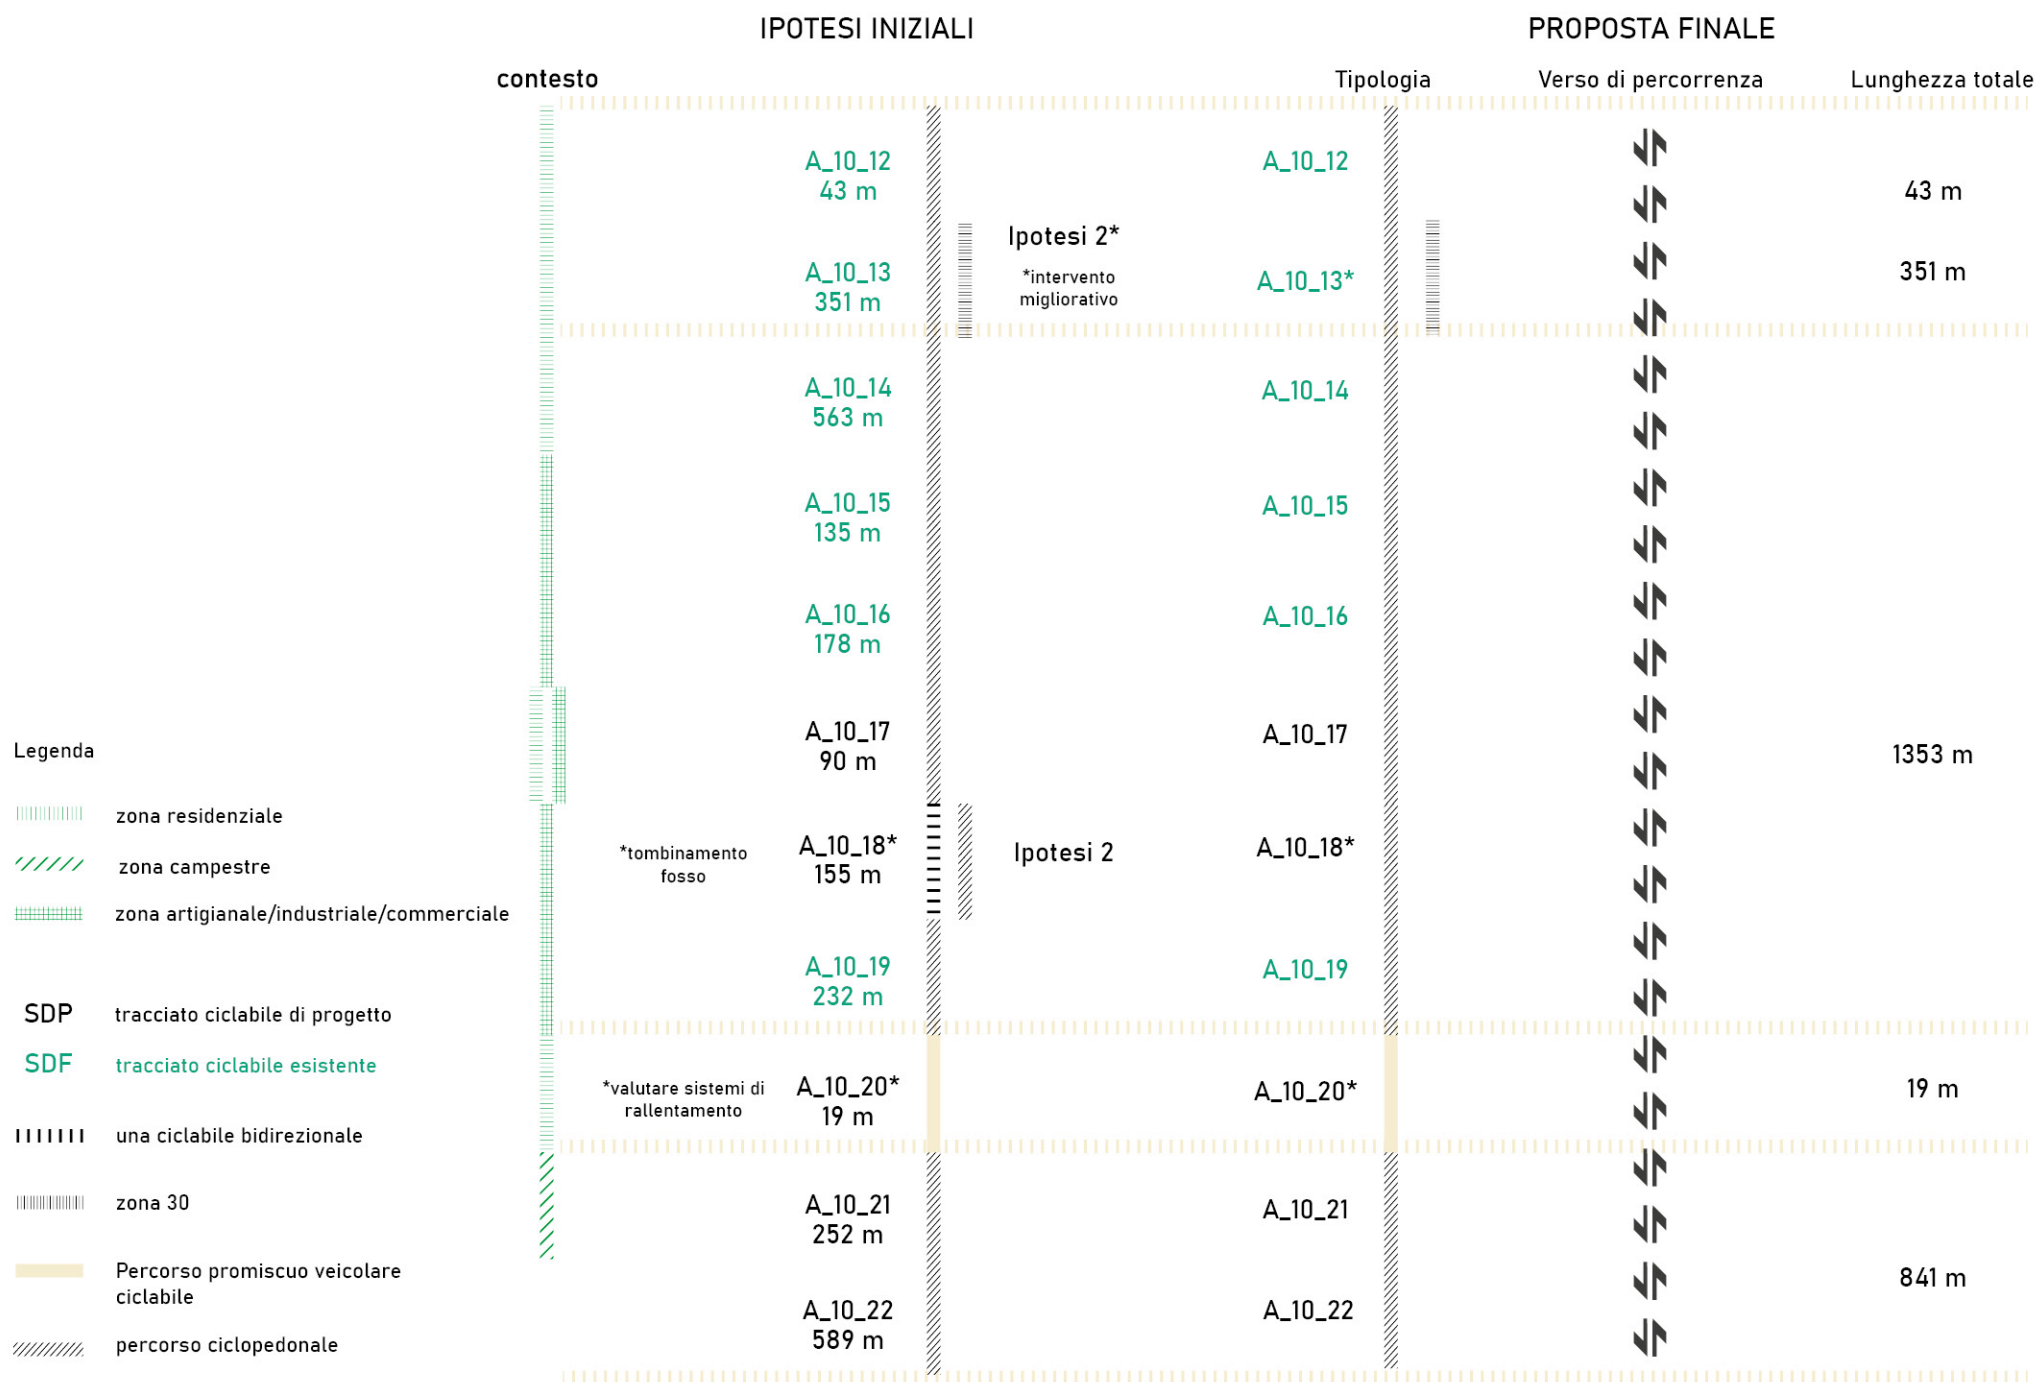 IPOTESI INIZIALI
PROPOSTA FINALE
contesto
Tipologia
Verso di percorrenza
Lunghezza totale
A_10_12
43 m
A_10_12
43 m
Ipotesi 2*
*intervento
migliorativo
A_10_13
351 m
A_10_13*
351 m
A_10_14
563 m
A_10_14
A_10_15
135 m
A_10_15
A_10_16
178 m
A_10_16
A_10_17
90 m
A_10_17
1353 m
*tombinamento
fosso
A_10_18*
155 m
Ipotesi 2
A_10_18*
A_10_19
232 m
A_10_19
*valutare sistemi di
rallentamento
A_10_20*
19 m
A_10_20*
19 m
A_10_21
252 m
A_10_21
841 m
A_10_22
589 m
A_10_22
Legenda
zona residenziale
zona campestre
zona artigianale/industriale/commerciale
SDP tracciato ciclabile di progetto
SDF tracciato ciclabile esistente
una ciclabile bidirezionale
zona 30
Percorso promiscuo veicolare
ciclabile
percorso ciclopedonale